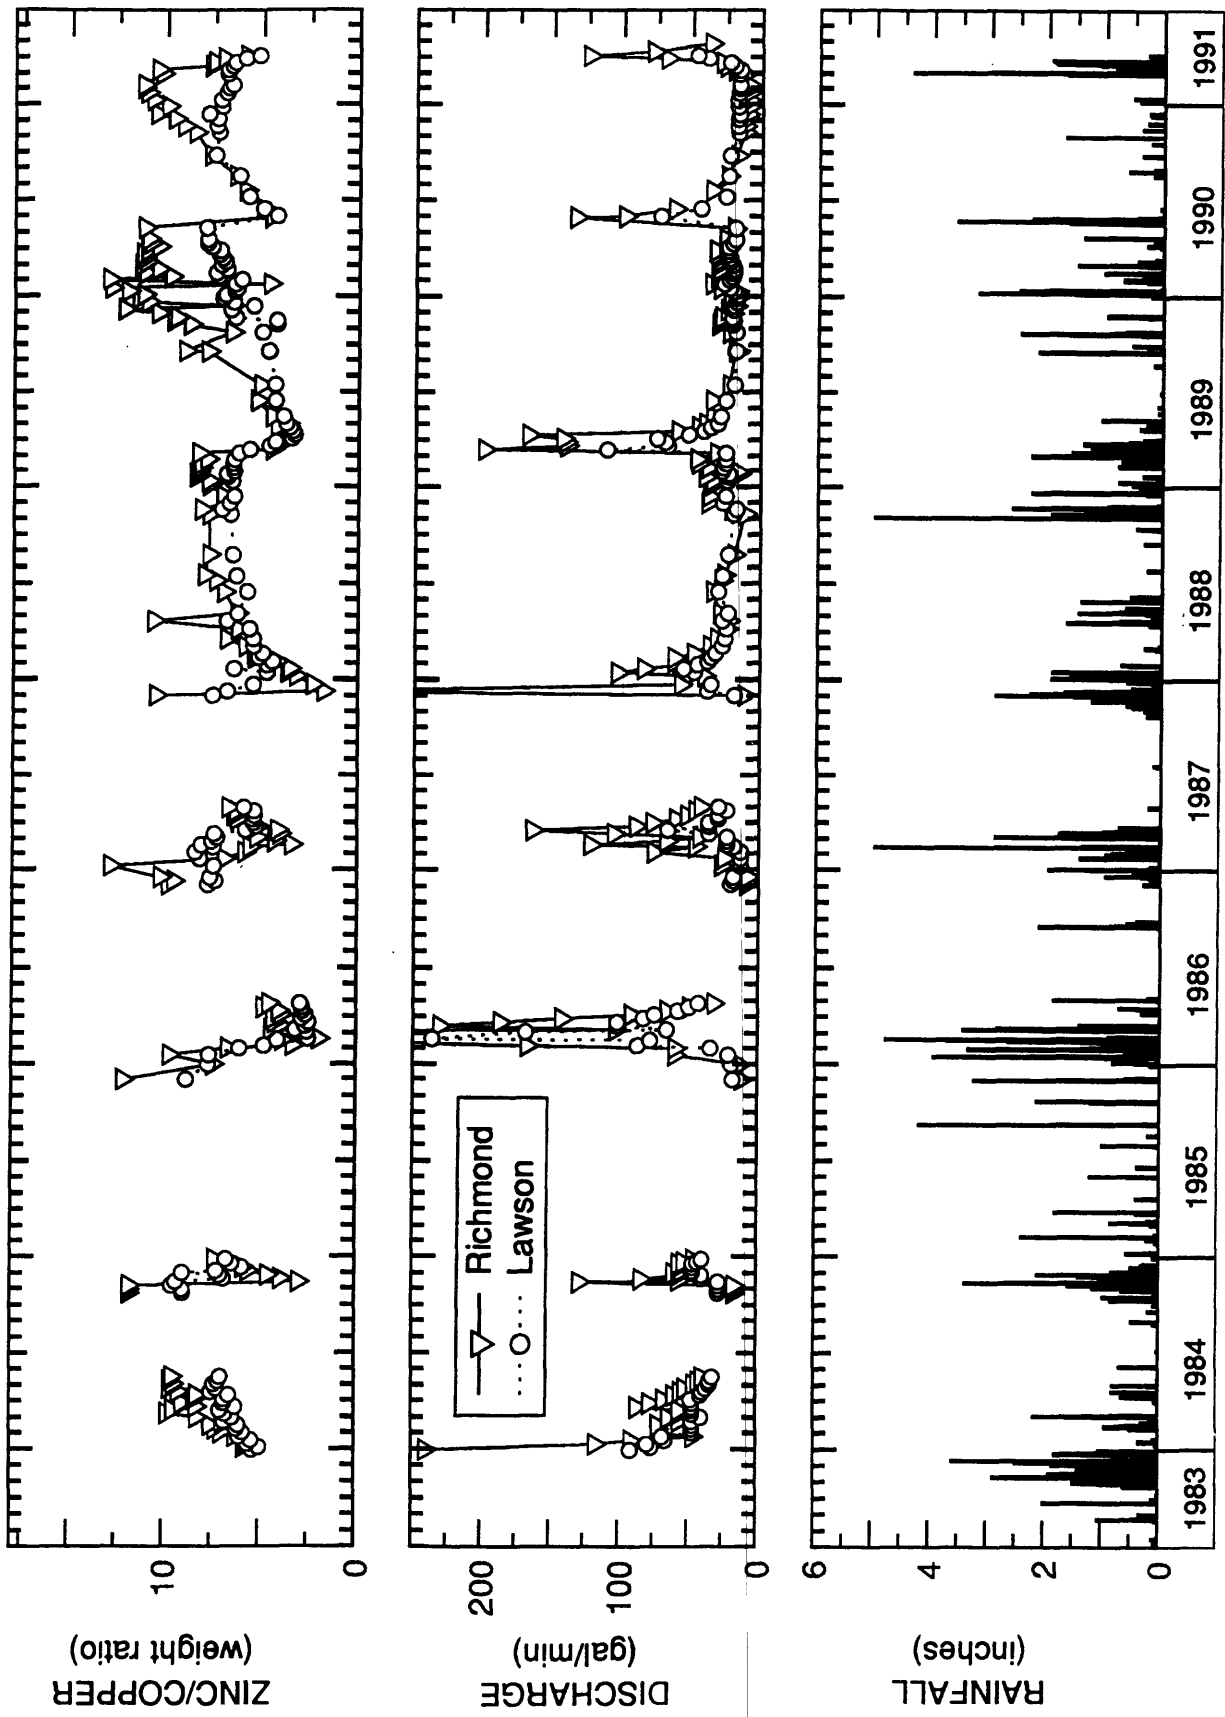 ZINC/COPPER
(weight ratio)
10
0
DISCHARGE
(gal/min)
200
100
0
Richmond
Lawson
RAINFALL
(inches)
6
4
2
0
1983
1984
1985
1986
1987
1988
1989
1990
1991